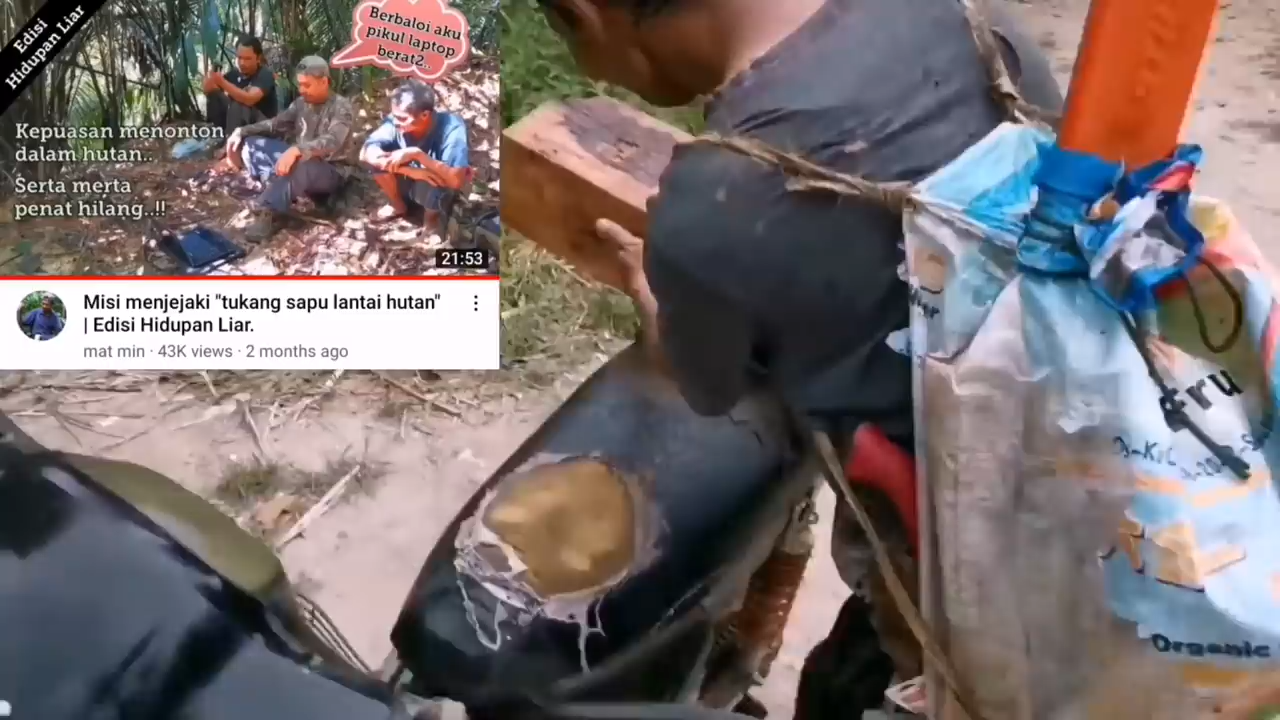 Edisi
Hidupan Liar
Berbaloi aku
pikul laptop
berat2..
Kepuasan menonton
dalam hutan..
Serta merta
penat hilang..!!
21:53
Misi menjejaki "tukang sapu lantai hutan"
| Edisi Hidupan Liar.
mat min · 43K views · 2 months ago
Organic